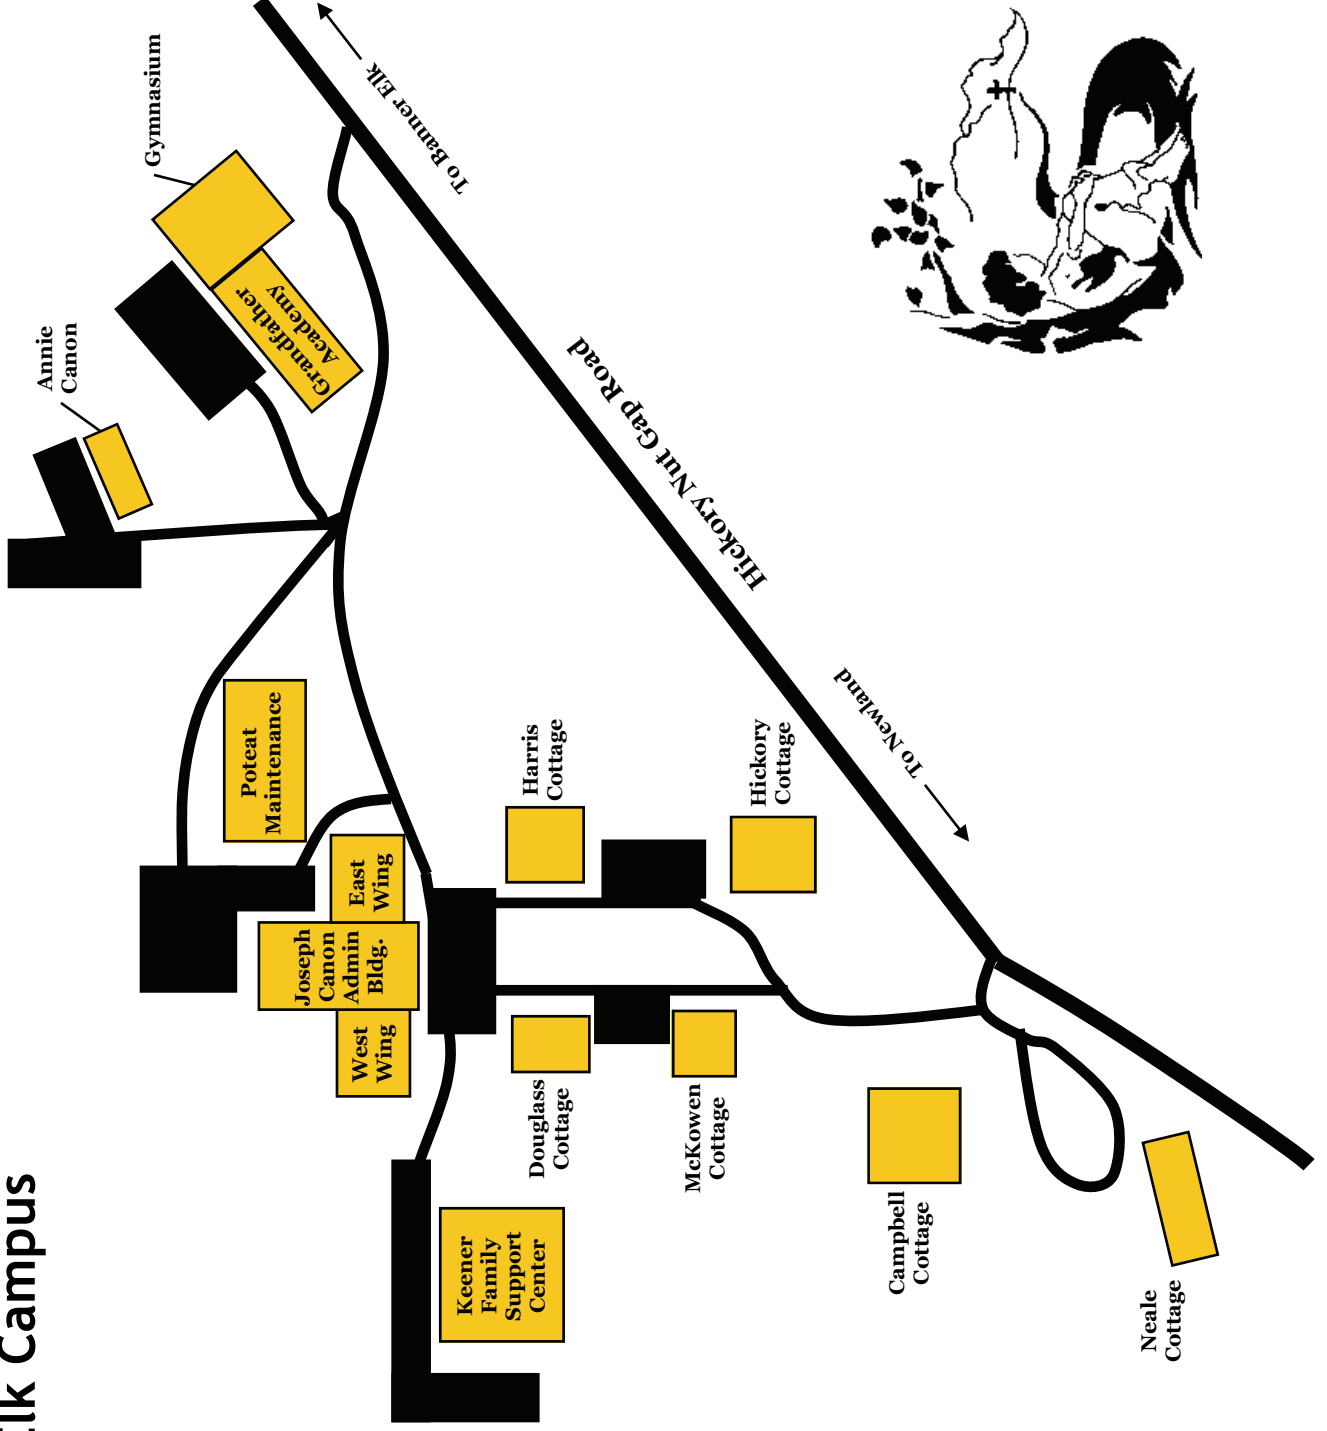 Elk Campus
Annie
Canon
Gymnasium
Grandfather
Academy
To Banner Elk
Poteat
Maintenance
East
Wing
Joseph
Canon
Admin
Bldg.
West
Wing
Keener
Family
Support
Center
Harris
Cottage
Douglass
Cottage
McKowen
Cottage
Hickory
Cottage
Hickory Nut Gap Road
To Newland
Campbell
Cottage
Neale
Cottage